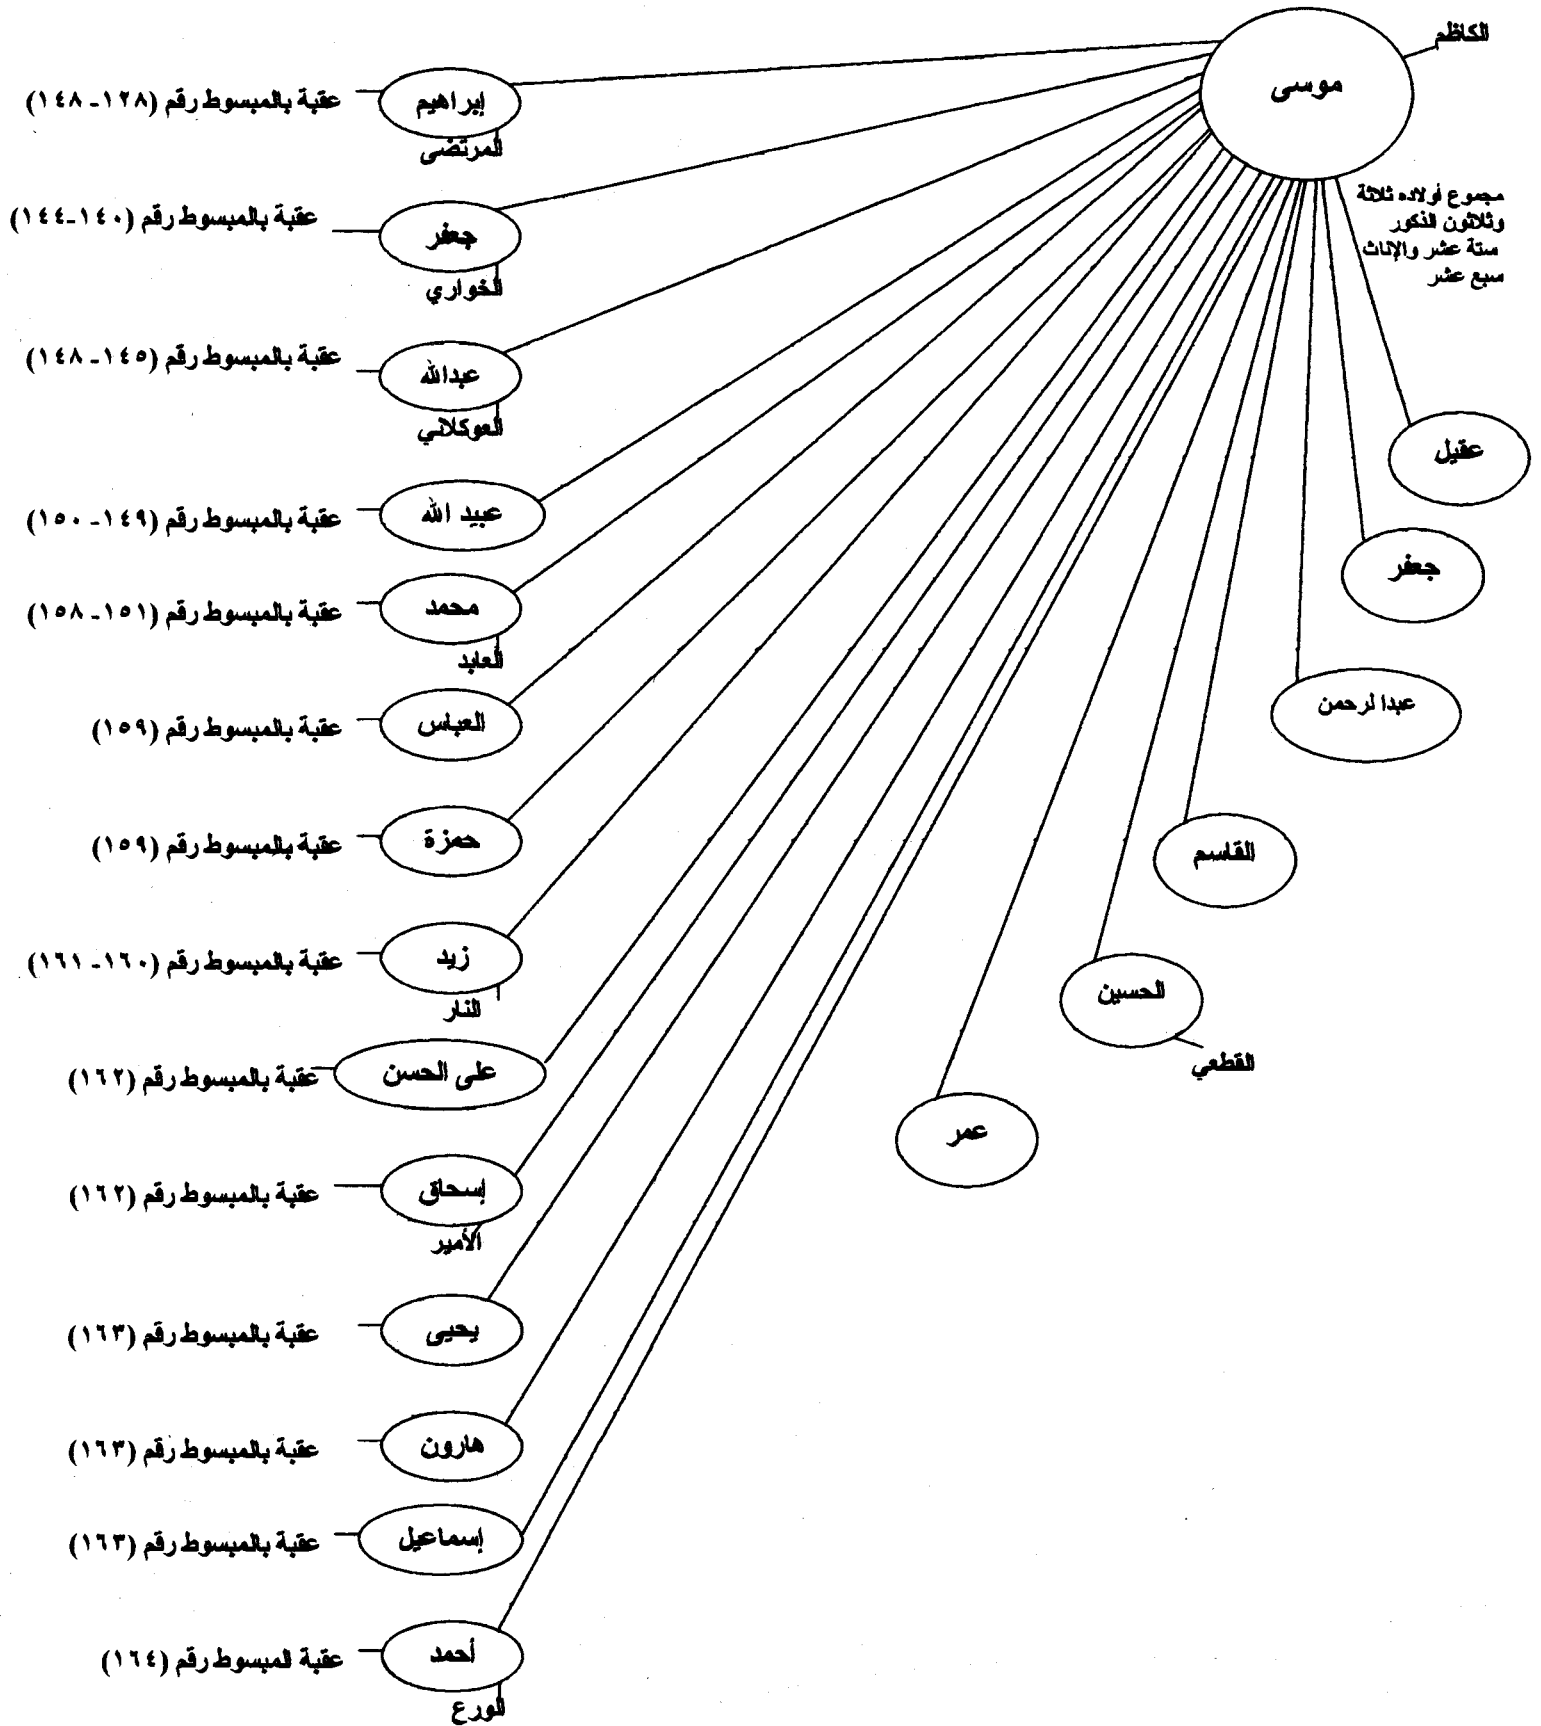 الكاظم
موسى
مجموع أولاده ثلاثة
وثلاثون الذكور
ستة عشر والإناث
سبع عشر
عقيل
جعفر
عبدالرحمن
القاسم
الحسين
القطعي
عمر
إبراهيم
المرتضى
عقبة بالمبسوط رقم (١٢٨-١٤٨)
جعفر
الخواري
عقبة بالمبسوط رقم (١٤٠-١٤٤)
عبدالله
العوكلاني
عقبة بالمبسوط رقم (١٤٥-١٤٨)
عبيد الله
عقبة بالمبسوط رقم (١٤٩-١٥٠)
محمد
العابد
عقبة بالمبسوط رقم (١٥١-١٥٨)
العباس
عقبة بالمبسوط رقم (١٥٩)
حمزة
عقبة بالمبسوط رقم (١٥٩)
زيد
النار
عقبة بالمبسوط رقم (١٦٠-١٦١)
على الحسن
عقبة بالمبسوط رقم (١٦٢)
إسحاق
الأمير
عقبة بالمبسوط رقم (١٦٢)
يحيى
عقبة بالمبسوط رقم (١٦٣)
هارون
عقبة بالمبسوط رقم (١٦٣)
إسماعيل
عقبة بالمبسوط رقم (١٦٣)
أحمد
الورع
عقبة المبسوط رقم (١٦٤)